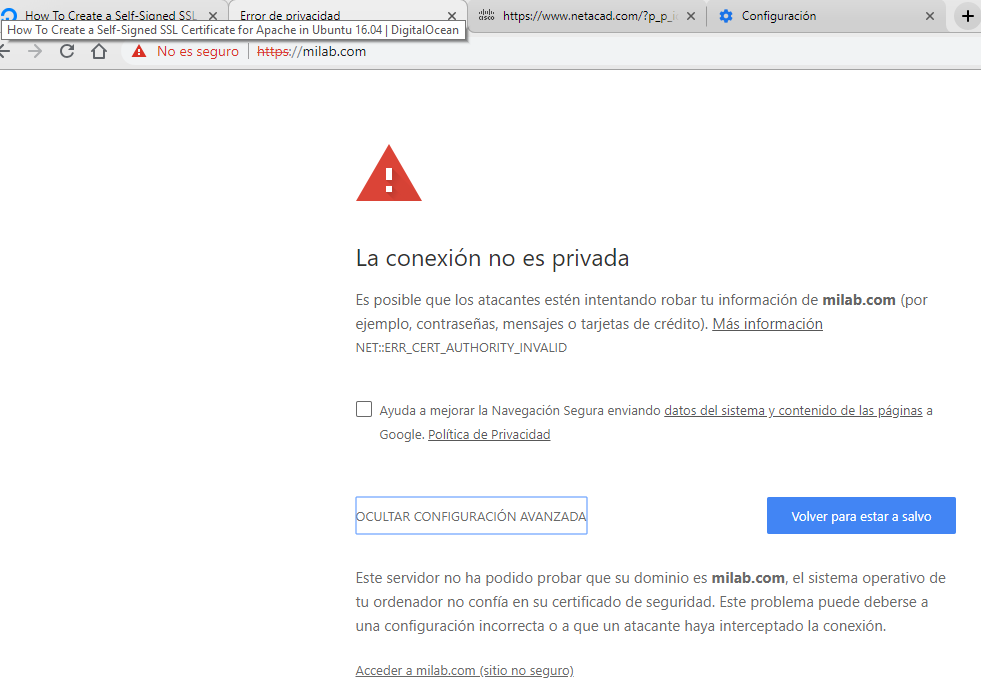 How To Create a Self-Signed SSL
Error de privacidad
https://www.netacad.com/?p_p_i
Configuración
How To Create a Self-Signed SSL Certificate for Apache in Ubuntu 16.04 | DigitalOcean
No es seguro
https://milab.com
La conexión no es privada
Es posible que los atacantes estén intentando robar tu información de milab.com (por
ejemplo, contraseñas, mensajes o tarjetas de crédito). Más información
NET::ERR_CERT_AUTHORITY_INVALID
Ayuda a mejorar la Navegación Segura enviando datos del sistema y contenido de las páginas a
Google. Política de Privacidad
OCULTAR CONFIGURACIÓN AVANZADA
Volver para estar a salvo
Este servidor no ha podido probar que su dominio es milab.com, el sistema operativo de
tu ordenador no confía en su certificado de seguridad. Este problema puede deberse a
una configuración incorrecta o a que un atacante haya interceptado la conexión.
Acceder a milab.com (sitio no seguro)